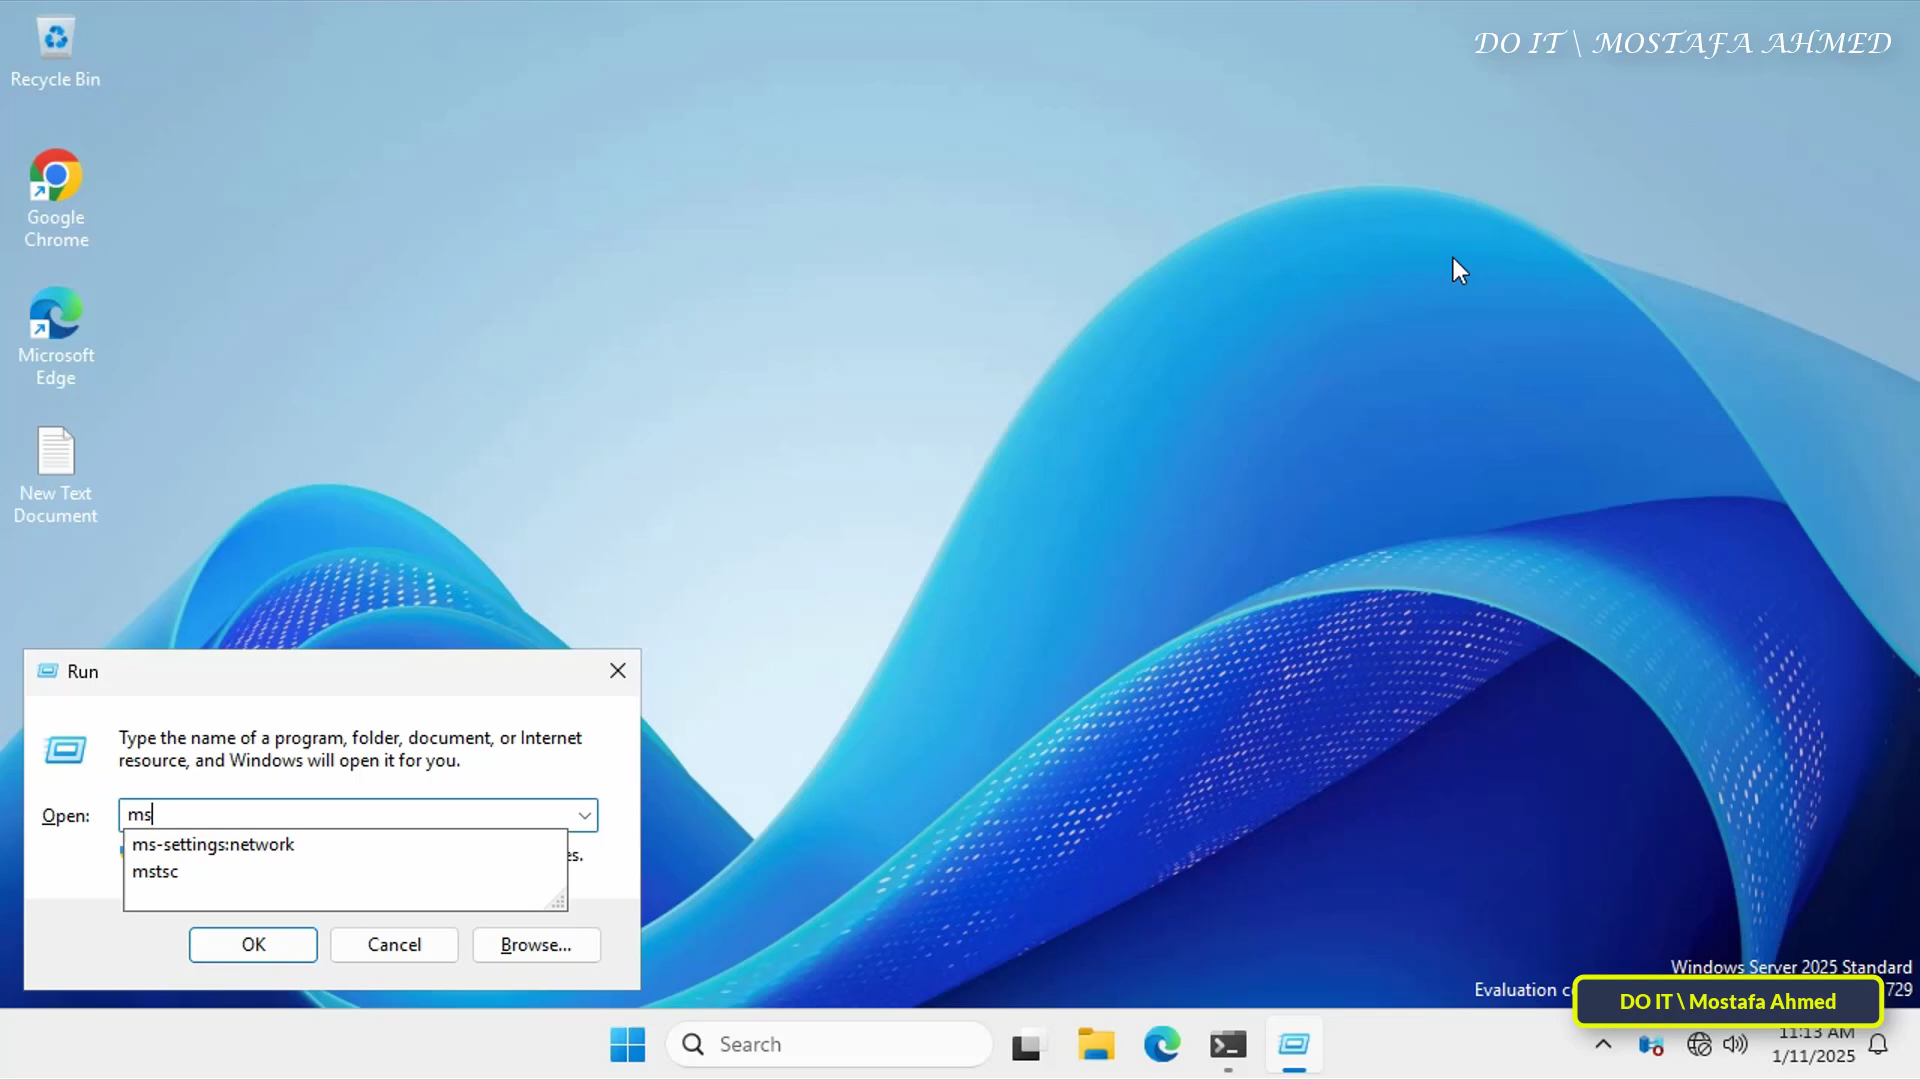 Recycle Bin
DO IT \ MOSTAFA AHMED
Google
Chrome
Microsoft
Edge
New Text
Document
Run
Type the name of a program, folder, document, or Internet
resource, and Windows will open it for you.
Open:
ms
ms-settings:network
mstsc
es.
OK
Cancel
Browse...
Windows Server 2025 Standard
Evaluation
729
DO IT \ Mostafa Ahmed
Search
11:13 AM
1/11/2025